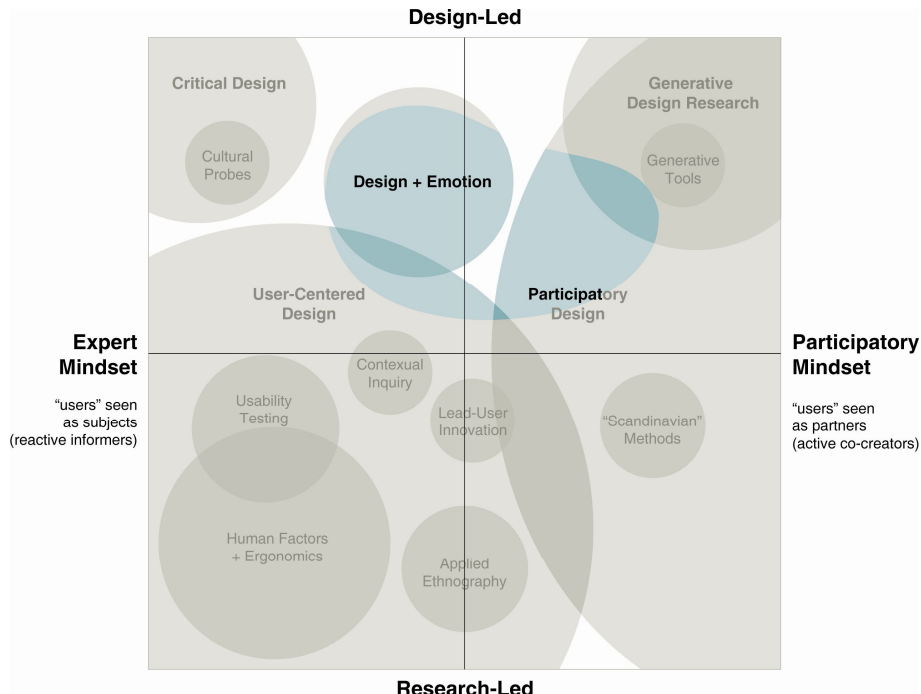 Design-Led
Critical Design
Cultural
Probes
Generative
Design Research
Generative
Tools
Design + Emotion
User-Centered
Design
Participatory
Design
Expert
Mindset
"users" seen
as subjects
(reactive informers)
Participatory
Mindset
"users" seen
as partners
(active co-creators)
Contexual
Inquiry
Usability
Testing
Lead-User
Innovation
"Scandinavian"
Methods
Human Factors
+ Ergonomics
Applied
Ethnography
Research-Led